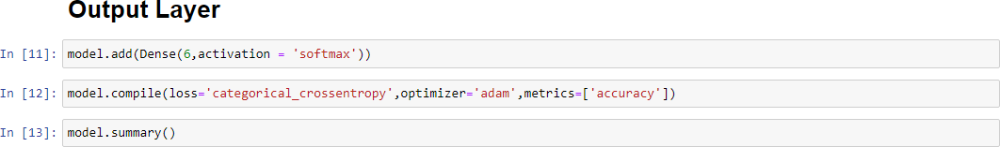 Output Layer
In [11]: model.add(Dense(6,activation = 'softmax'))
In [12]: model.compile(loss='categorical_crossentropy',optimizer='adam',metrics=['accuracy'])
In [13]: model.summary()